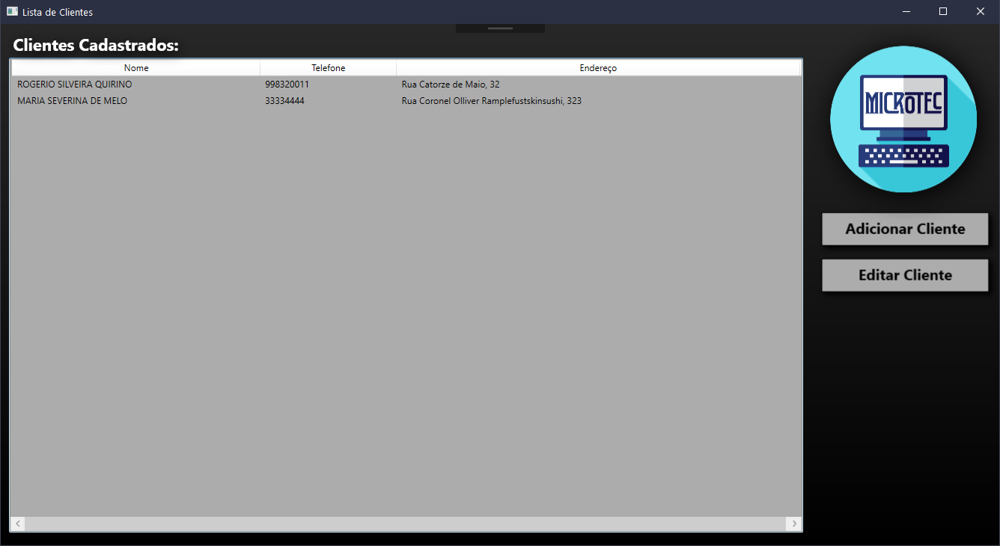 Lista de Clientes
Clientes Cadastrados:
Nome Telefone Endereço
ROGERIO SILVEIRA QUIRINO 998320011 Rua Catorze de Maio, 32
MARIA SEVERINA DE MELO 33334444 Rua Coronel Olliver Ramplefustskinsushi, 323
MICROTEC
Adicionar Cliente
Editar Cliente